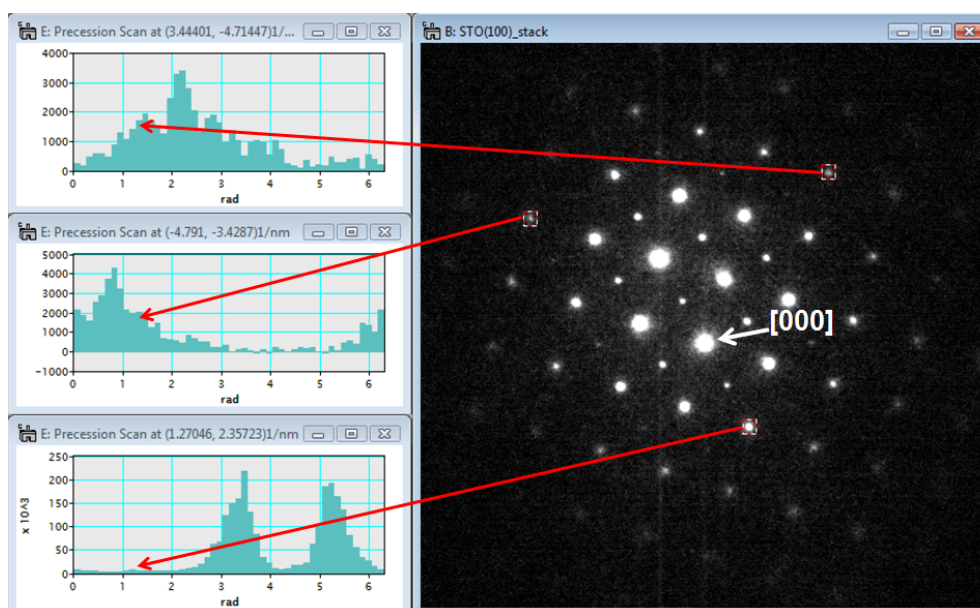 E: Precession Scan at (3.44401, -4.71447)1/...
4000
3000
2000
1000
0
0 1 2 3 4 5 6
rad
E: Precession Scan at (-4.791, -3.4287)1/nm
5000
4000
3000
2000
1000
0
-1000
0 1 2 3 4 5 6
rad
E: Precession Scan at (1.27046, 2.35723)1/nm
x 10^3
250
200
150
100
50
0
0 1 2 3 4 5 6
rad
B: STO(100)_stack
[000]